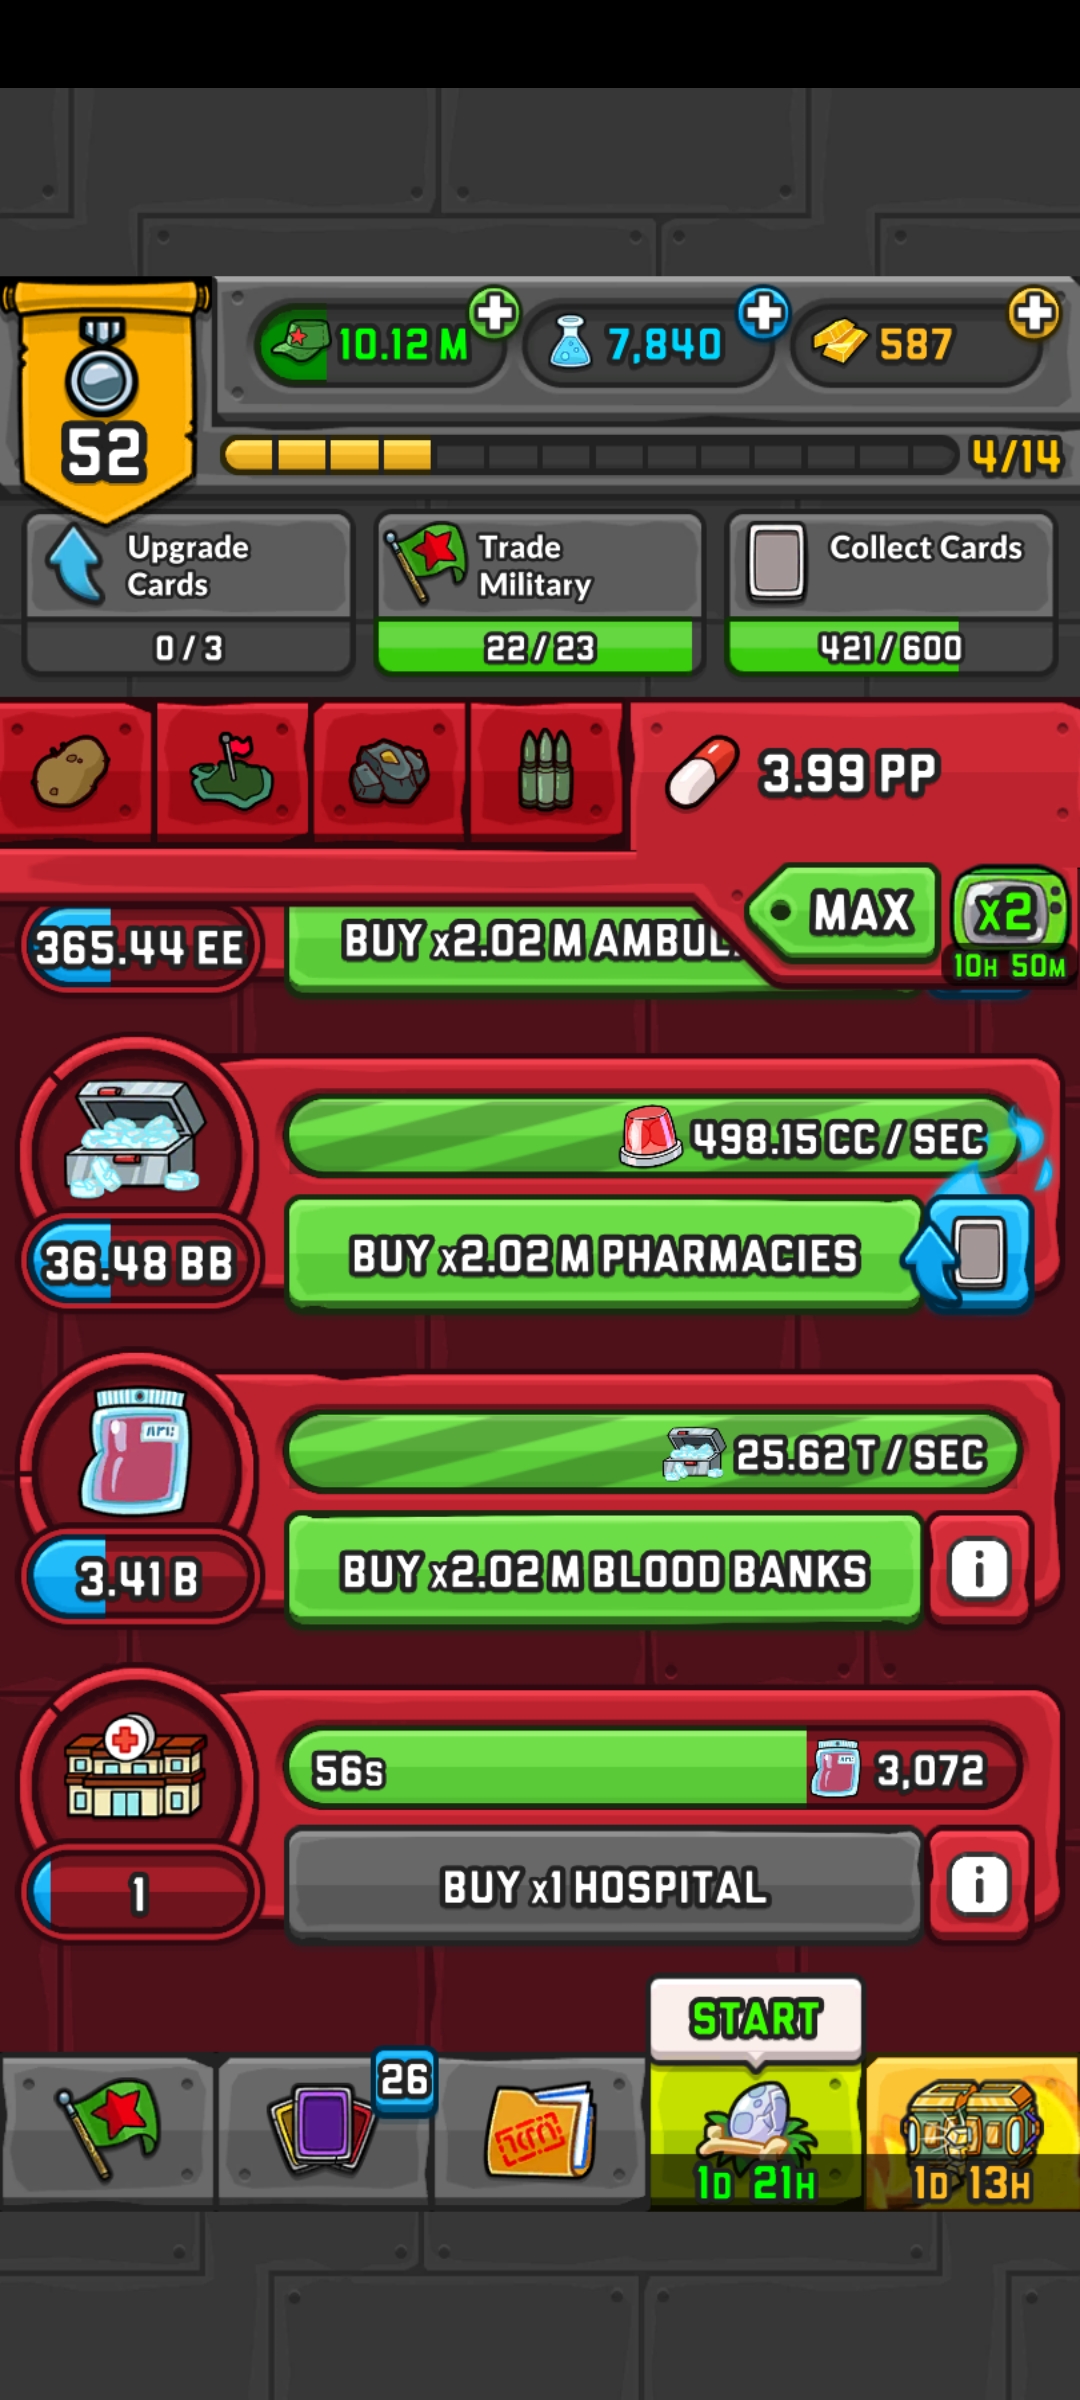 10.12 M
7,840
587
52
4/14
Upgrade
Cards
Trade
Military
Collect Cards
0 / 3
22 / 23
421 / 600
3.99 PP
MAX
x2
10H 50M
365.44 EE
BUY x2.02 M AMBUL
498.15 CC / SEC
36.48 BB
BUY x2.02 M PHARMACIES
25.62 T / SEC
3.41 B
BUY x2.02 M BLOOD BANKS
i
56s
3,072
1
BUY x1 HOSPITAL
i
START
26
1D 21H
1D 13H